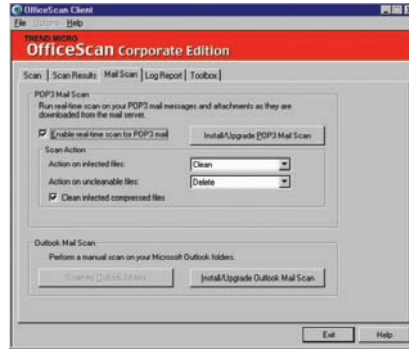 OfficeScan Client
File Options Help
TREND MICRO
OfficeScan Corporate Edition
Scan Scan Results Mail Scan Log Report Toolbox
POP3 Mail Scan
Run real-time scan on your POP3 mail messages and attachments as they are
downloaded from the mail server.
Enable real-time scan for POP3 mail Install/Upgrade POP3 Mail Scan
Scan Action
Action on infected files: Clean
Action on uncleanable files: Delete
Clean infected compressed files
Outlook Mail Scan
Perform a manual scan on your Microsoft Outlook folders.
Scan my Outlook folders Install/Upgrade Outlook Mail Scan
Exit Help